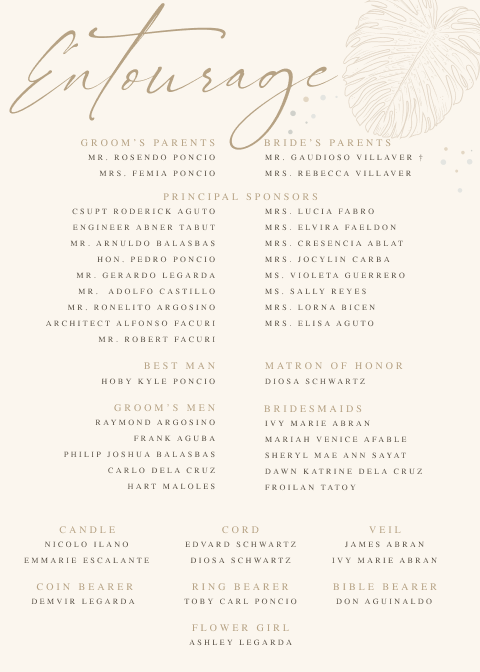 Entourage
GROOM'S PARENTS
MR. ROSENDO PONCIO
MRS. FEMIA PONCIO
BRIDE'S PARENTS
MR. GAUDIOSO VILLAVER †
MRS. REBECCA VILLAVER
PRINCIPAL SPONSORS
CSUPT RODERICK AGUTO
ENGINEER ABNER TABUT
MR. ARNULDO BALASBAS
HON. PEDRO PONCIO
MR. GERARDO LEGARDA
MR. ADOLFO CASTILLO
MR. RONELITO ARGOSINO
ARCHITECT ALFONSO FACURI
MR. ROBERT FACURI
MRS. LUCIA FABRO
MRS. ELVIRA FAELDON
MRS. CRESENCIA ABLAT
MRS. JOCYLIN CARBA
MS. VIOLETA GUERRERO
MS. SALLY REYES
MRS. LORNA BICEN
MRS. ELISA AGUTO
BEST MAN
HOBY KYLE PONCIO
MATRON OF HONOR
DIOSA SCHWARTZ
GROOM'S MEN
RAYMOND ARGOSINO
FRANK AGUBA
PHILIP JOSHUA BALASBAS
CARLO DELA CRUZ
HART MALOLES
BRIDESMAIDS
IVY MARIE ABRAN
MARIAH VENICE AFABLE
SHERYL MAE ANN SAYAT
DAWN KATRINE DELA CRUZ
FROILAN TATOY
CANDLE
NICOLO ILANO
EMMARIE ESCALANTE
CORD
EDVARD SCHWARTZ
DIOSA SCHWARTZ
VEIL
JAMES ABRAN
IVY MARIE ABRAN
COIN BEARER
DEMVIR LEGARDA
RING BEARER
TOBY CARL PONCIO
BIBLE BEARER
DON AGUINALDO
FLOWER GIRL
ASHLEY LEGARDA